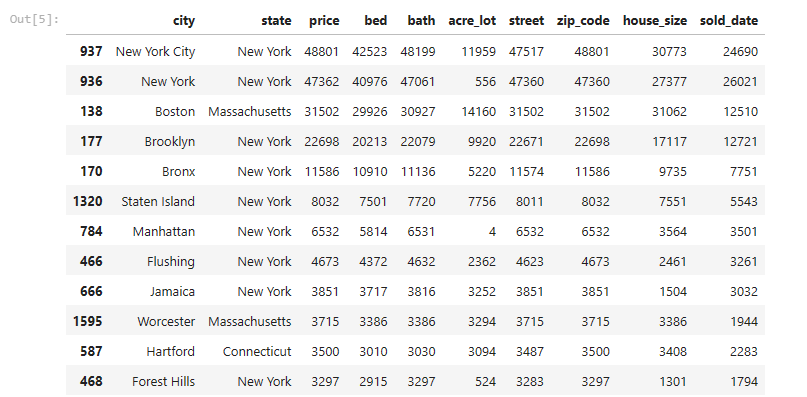 Out[5]:
city state price bed bath acre_lot street zip_code house_size sold_date
937 New York City New York 48801 42523 48199 11959 47517 48801 30773 24690
936 New York New York 47362 40976 47061 556 47360 47360 27377 26021
138 Boston Massachusetts 31502 29926 30927 14160 31502 31502 31062 12510
177 Brooklyn New York 22698 20213 22079 9920 22671 22698 17117 12721
170 Bronx New York 11586 10910 11136 5220 11574 11586 9735 7751
1320 Staten Island New York 8032 7501 7720 7756 8011 8032 7551 5543
784 Manhattan New York 6532 5814 6531 4 6532 6532 3564 3501
466 Flushing New York 4673 4372 4632 2362 4623 4673 2461 3261
666 Jamaica New York 3851 3717 3816 3252 3851 3851 1504 3032
1595 Worcester Massachusetts 3715 3386 3386 3294 3715 3715 3386 1944
587 Hartford Connecticut 3500 3010 3030 3094 3487 3500 3408 2283
468 Forest Hills New York 3297 2915 3297 524 3283 3297 1301 1794